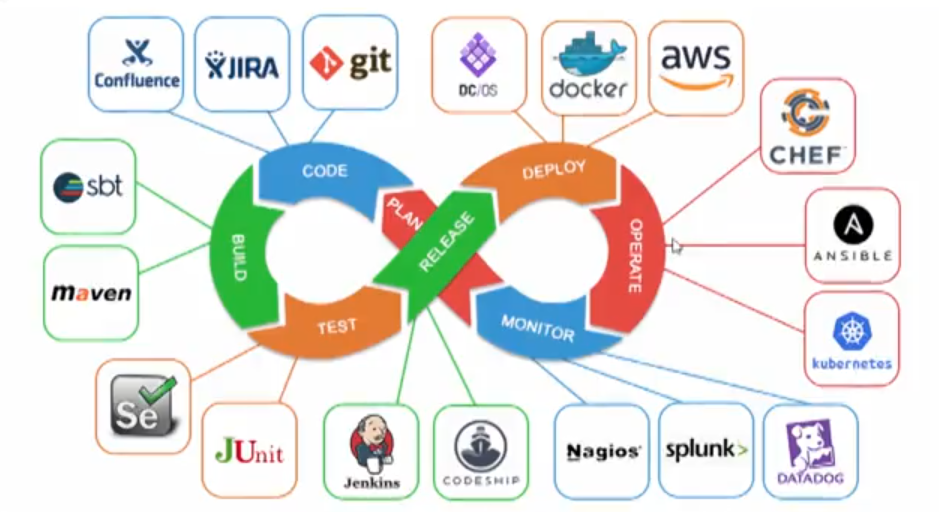 Confluence
JIRA
git
DC/OS
docker
aws
CHEF
sbt
CODE
DEPLOY
PLAN
RELEASE
BUILD
OPERATE
ANSIBLE
maven
TEST
MONITOR
kubernetes
Se
JUnit
Jenkins
CODESHIP
Nagios®
splunk>
DATADOG